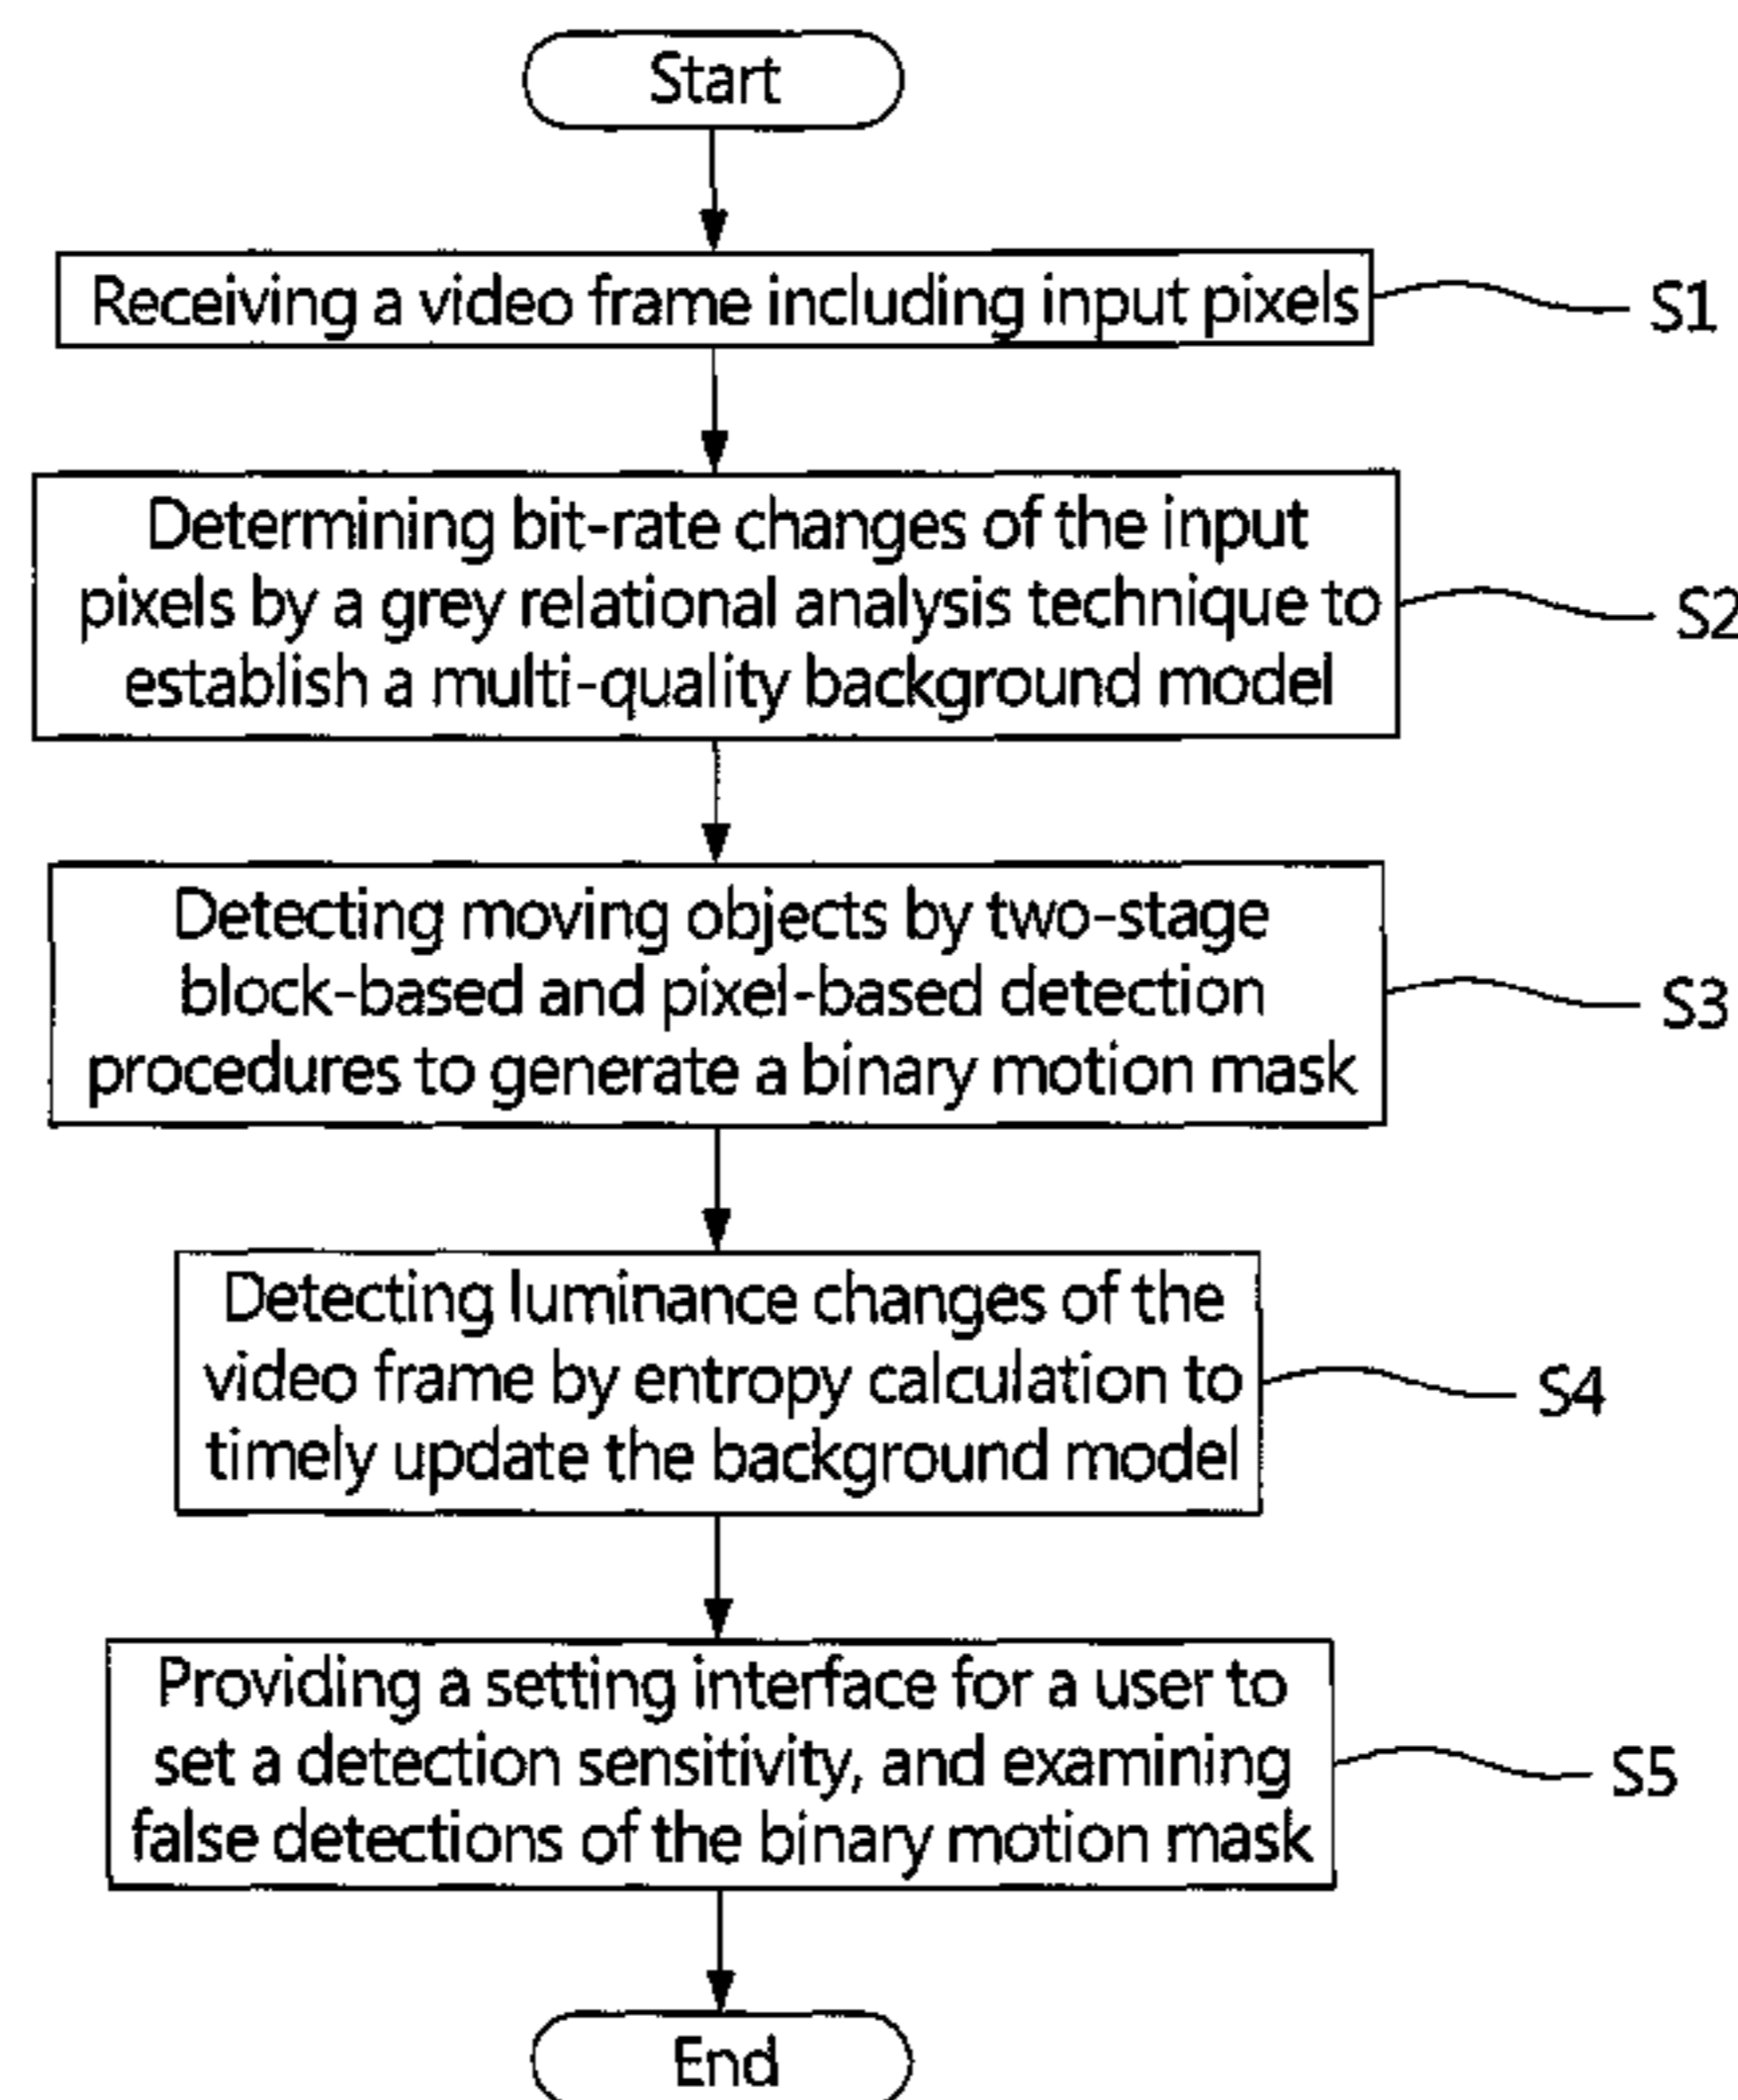 Start
Receiving a video frame including input pixels
S1
Determining bit-rate changes of the input
pixels by a grey relational analysis technique to
establish a multi-quality background model
S2
Detecting moving objects by two-stage
block-based and pixel-based detection
procedures to generate a binary motion mask
S3
Detecting luminance changes of the
video frame by entropy calculation to
timely update the background model
S4
Providing a setting interface for a user to
set a detection sensitivity, and examining
false detections of the binary motion mask
S5
End